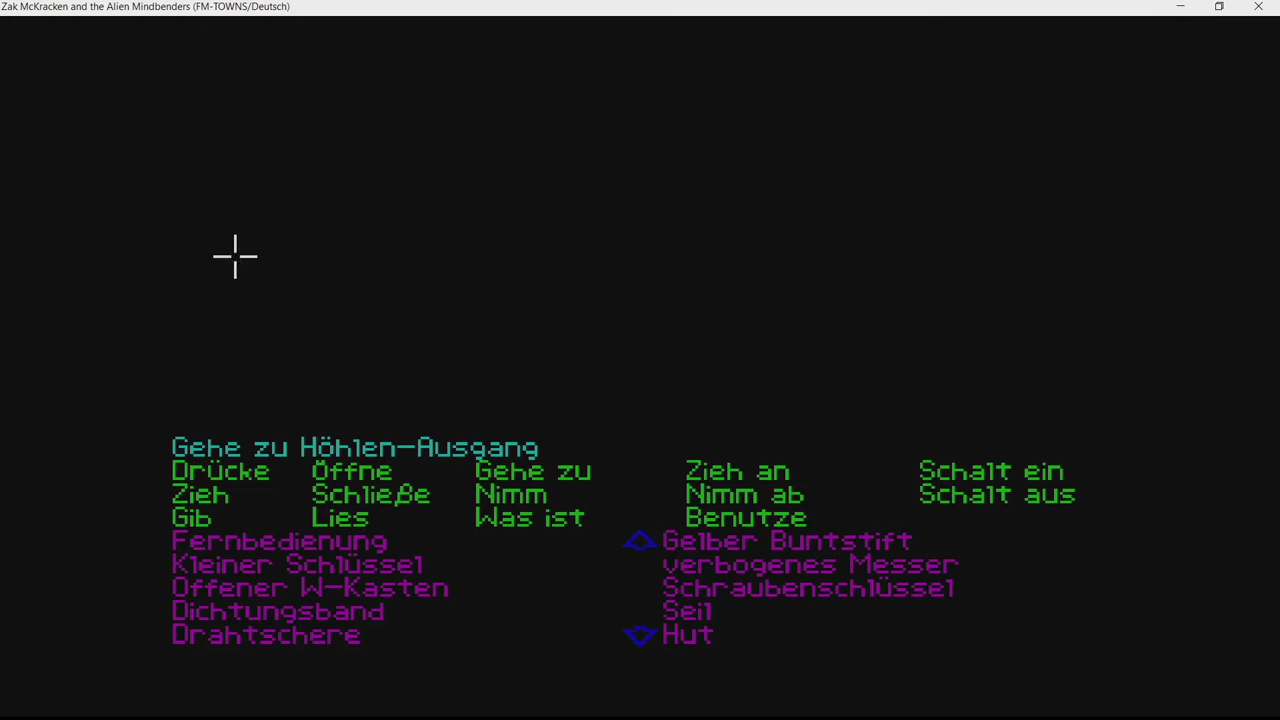 Zak McKracken and the Alien Mindbenders (FM-TOWNS/Deutsch)
Gehe zu Höhlen-Ausgang
Drücke Öffne Gehe zu Zieh an Schalt ein
Zieh Schließe Nimm Nimm ab Schalt aus
Gib Lies Was ist Benutze
Fernbedienung Gelber Buntstift
Kleiner Schlüssel verbogenes Messer
Offener W-Kasten Schraubenschlüssel
Dichtungsband Seil
Drahtschere Hut